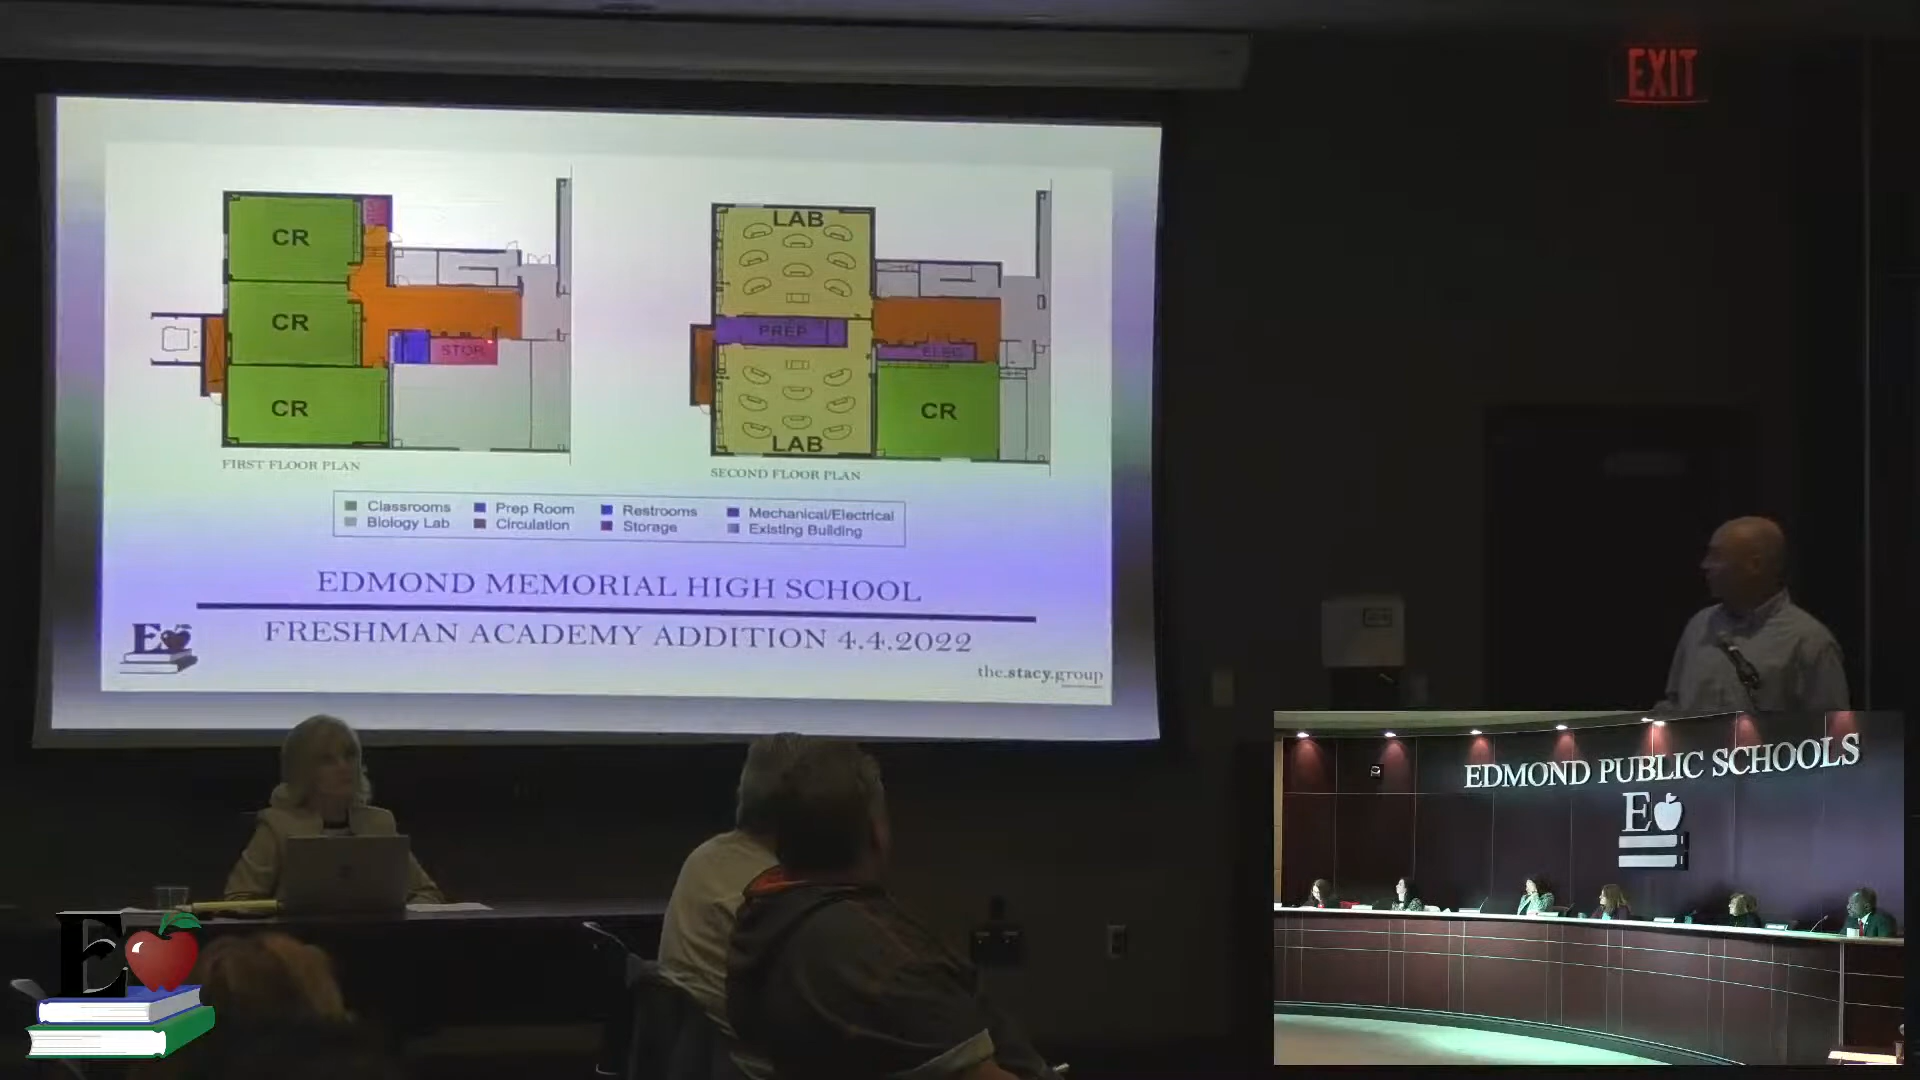 EXIT
CR
CR
CR
STOR
FIRST FLOOR PLAN
LAB
PREP
ELEC
CR
LAB
SECOND FLOOR PLAN
Classrooms Prep Room Restrooms Mechanical/Electrical
Biology Lab Circulation Storage Existing Building
EDMOND MEMORIAL HIGH SCHOOL
FRESHMAN ACADEMY ADDITION 4.4.2022
E
the.stacy.group
EDMOND PUBLIC SCHOOLS
E
E